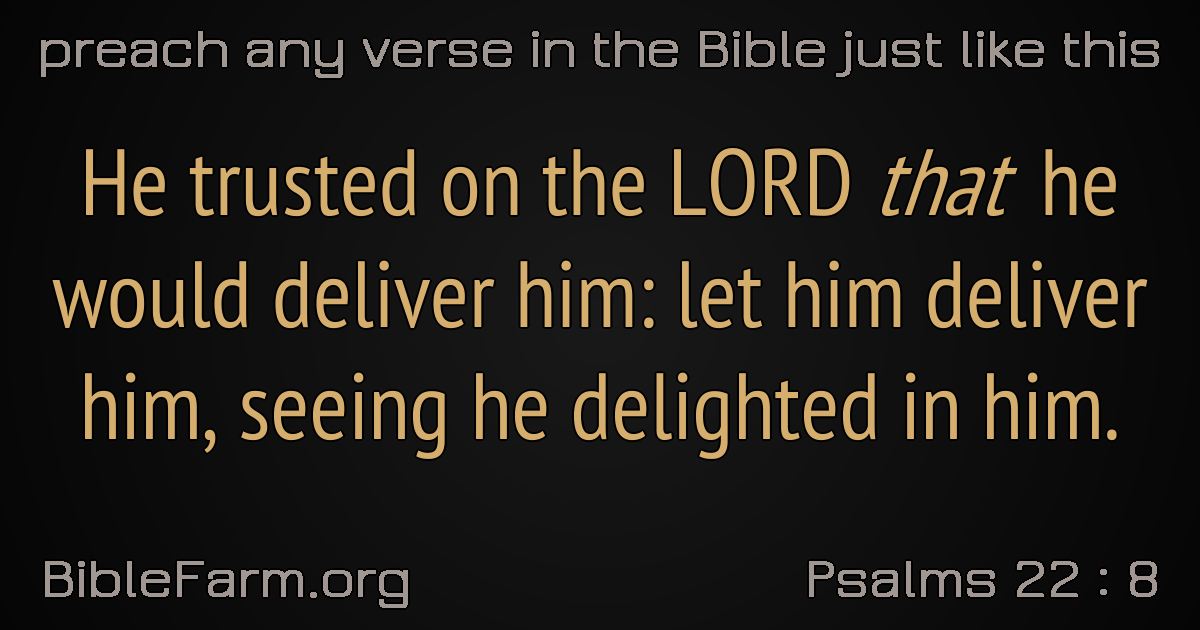 preach any verse in the Bible just like this
He trusted on the LORD that he
would deliver him: let him deliver
him, seeing he delighted in him.
BibleFarm.org
Psalms 22 : 8